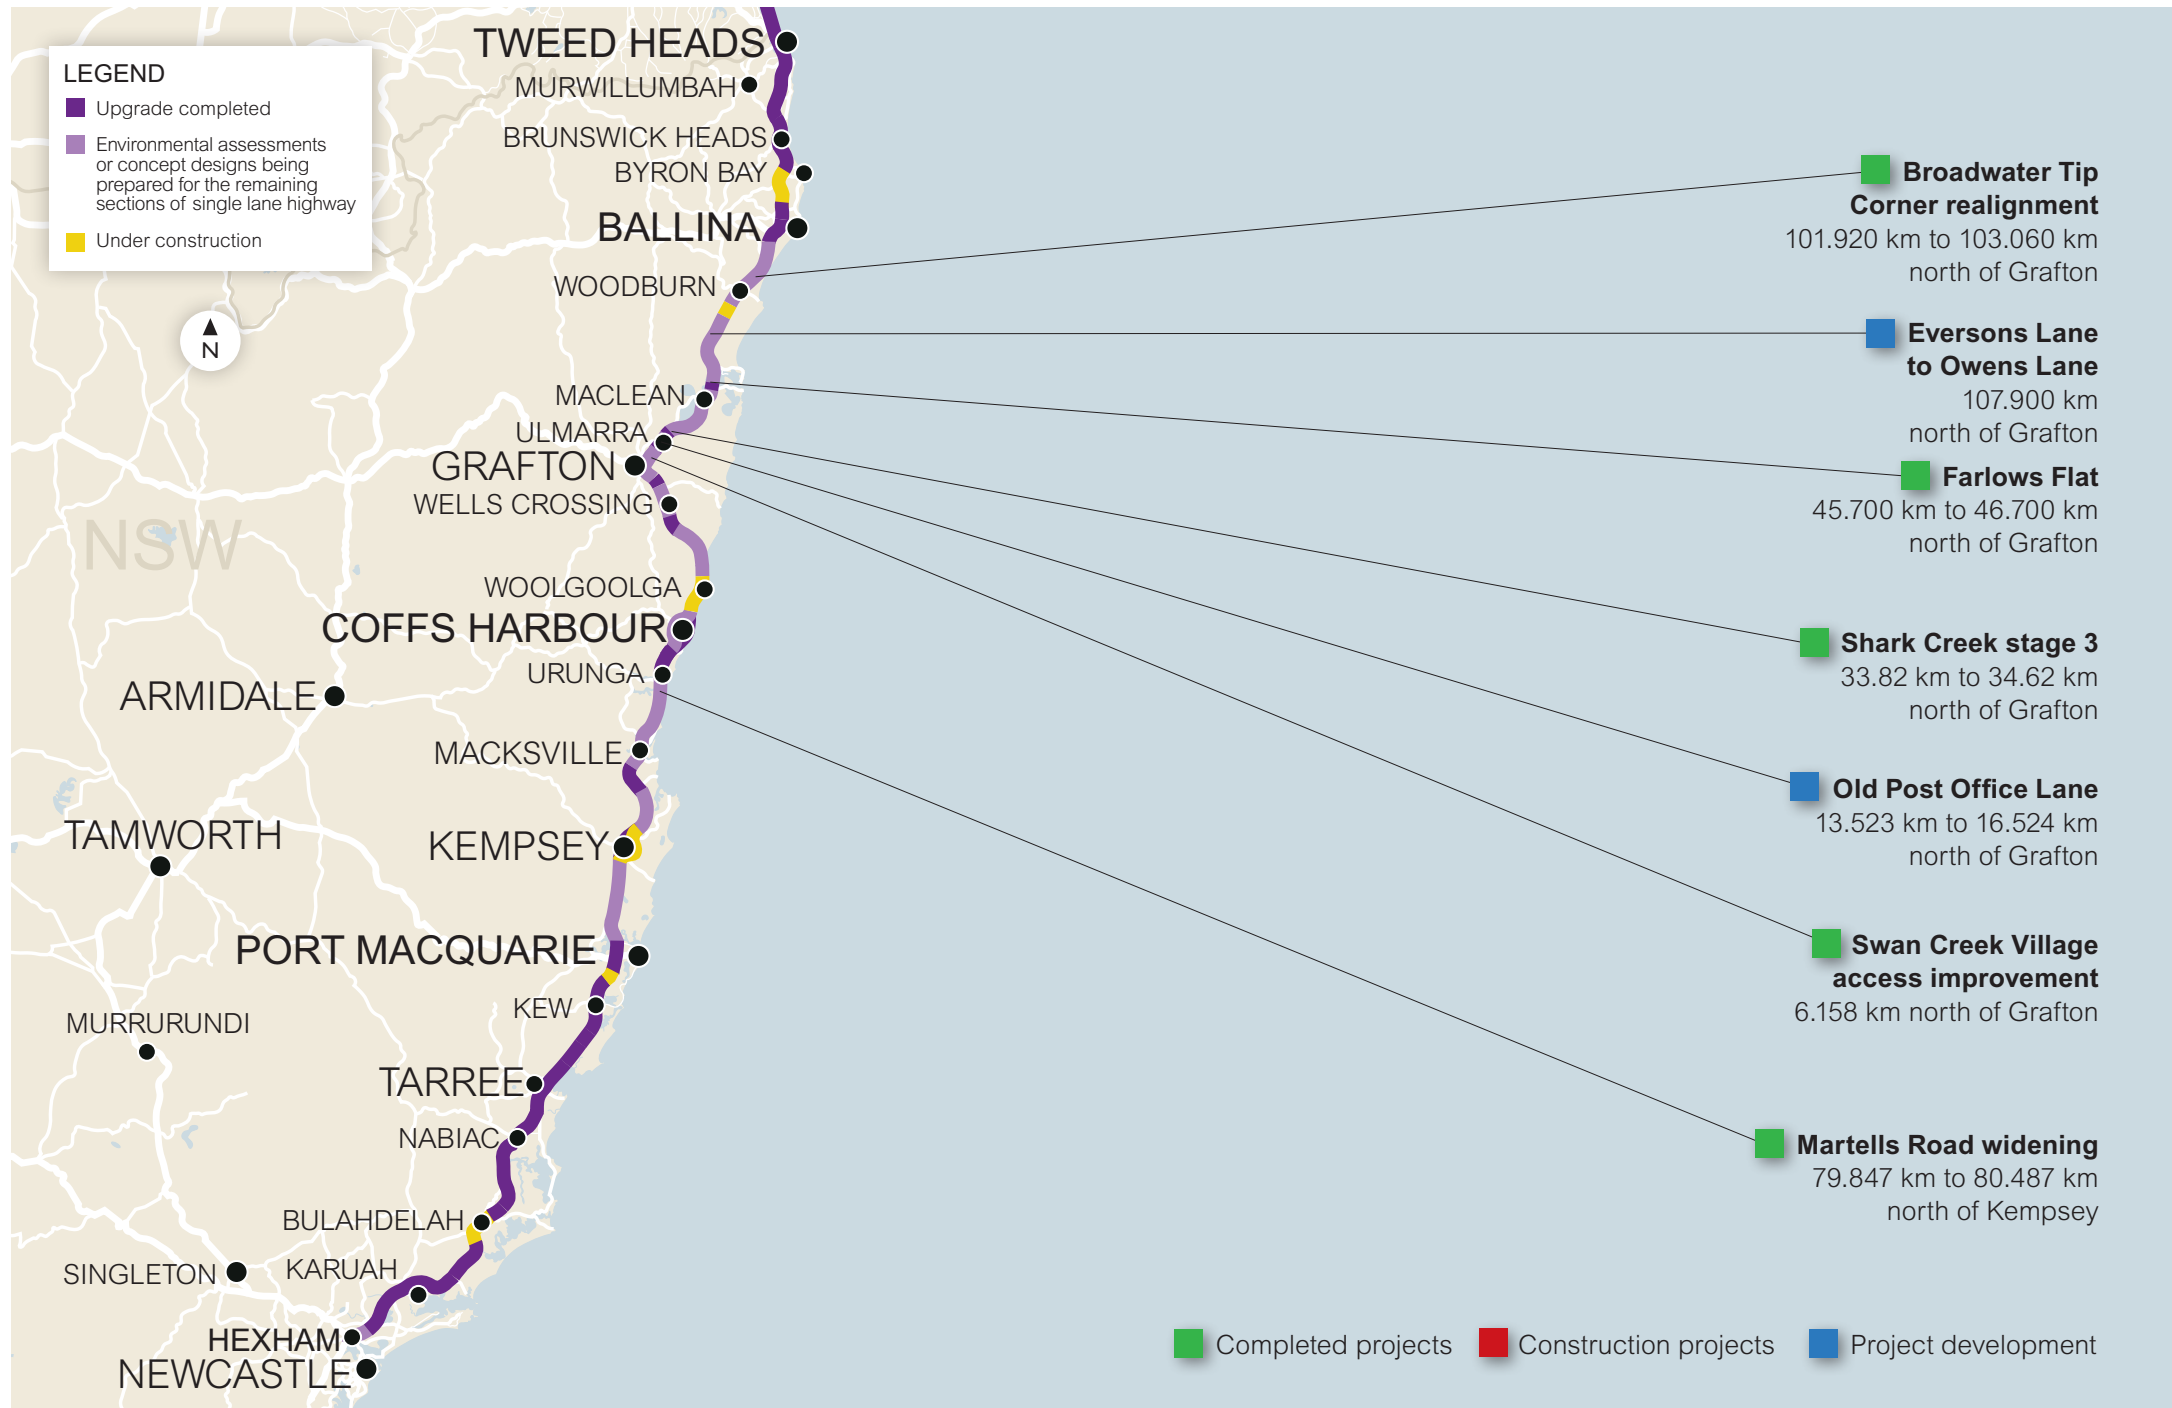 LEGEND
Upgrade completed
Environmental assessments
or concept designs being
prepared for the remaining
sections of single lane highway
Under construction
N
NSW
TWEED HEADS
MURWILLUMBAH
BRUNSWICK HEADS
BYRON BAY
BALLINA
WOODBURN
MACLEAN
ULMARRA
GRAFTON
WELLS CROSSING
WOOLGOOLGA
COFFS HARBOUR
URUNGA
ARMIDALE
MACKSVILLE
TAMWORTH
KEMPSEY
PORT MACQUARIE
KEW
MURRURUNDI
TARREE
NABIAC
BULAHDELAH
SINGLETON
KARUAH
HEXHAM
NEWCASTLE
Broadwater Tip
Corner realignment
101.920 km to 103.060 km
north of Grafton
Eversons Lane
to Owens Lane
107.900 km
north of Grafton
Farlows Flat
45.700 km to 46.700 km
north of Grafton
Shark Creek stage 3
33.82 km to 34.62 km
north of Grafton
Old Post Office Lane
13.523 km to 16.524 km
north of Grafton
Swan Creek Village
access improvement
6.158 km north of Grafton
Martells Road widening
79.847 km to 80.487 km
north of Kempsey
Completed projects
Construction projects
Project development